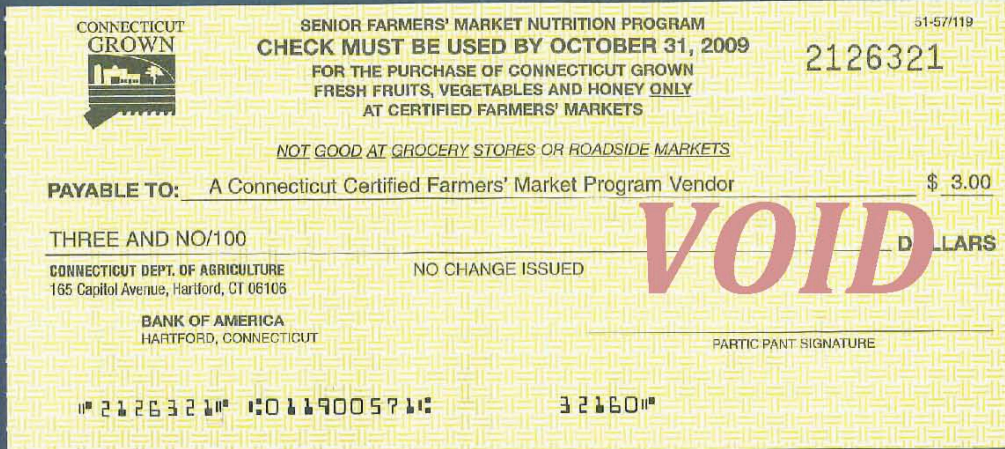 CONNECTICUT
GROWN
SENIOR FARMERS' MARKET NUTRITION PROGRAM
CHECK MUST BE USED BY OCTOBER 31, 2009
FOR THE PURCHASE OF CONNECTICUT GROWN
FRESH FRUITS, VEGETABLES AND HONEY ONLY
AT CERTIFIED FARMERS' MARKETS
51-57/119
2126321
NOT GOOD AT GROCERY STORES OR ROADSIDE MARKETS
PAYABLE TO: A Connecticut Certified Farmers' Market Program Vendor $ 3.00
VOID
THREE AND NO/100 D LLARS
CONNECTICUT DEPT. OF AGRICULTURE
165 Capitol Avenue, Hartford, CT 06106
NO CHANGE ISSUED
BANK OF AMERICA
HARTFORD, CONNECTICUT
PARTIC PANT SIGNATURE
⑈2126321⑈ ⑆011900571⑆ 32160⑈